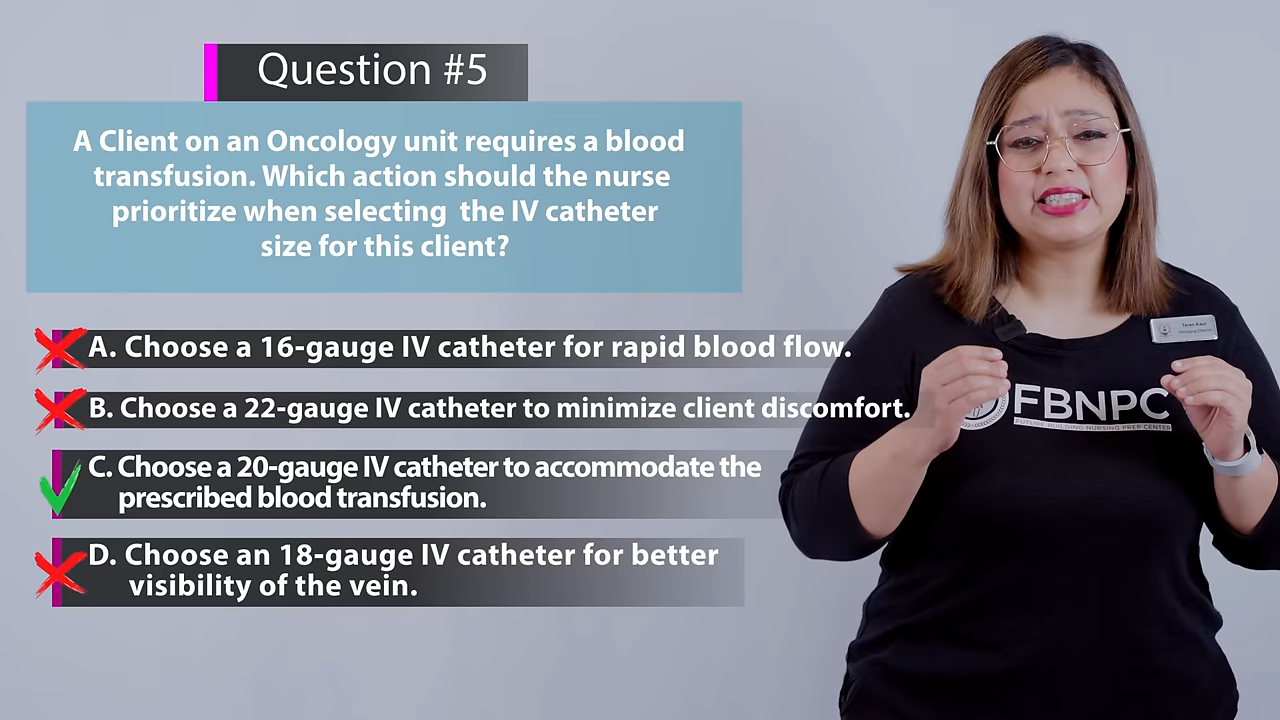 Question #5
A Client on an Oncology unit requires a blood
transfusion. Which action should the nurse
prioritize when selecting the IV catheter
size for this client?
A. Choose a 16-gauge IV catheter for rapid blood flow.
B. Choose a 22-gauge IV catheter to minimize client discomfort.
C. Choose a 20-gauge IV catheter to accommodate the
prescribed blood transfusion.
D. Choose an 18-gauge IV catheter for better
visibility of the vein.
Taran Kaur
FBNPC
FUTURE BUILDING NURSING PREP CENTER